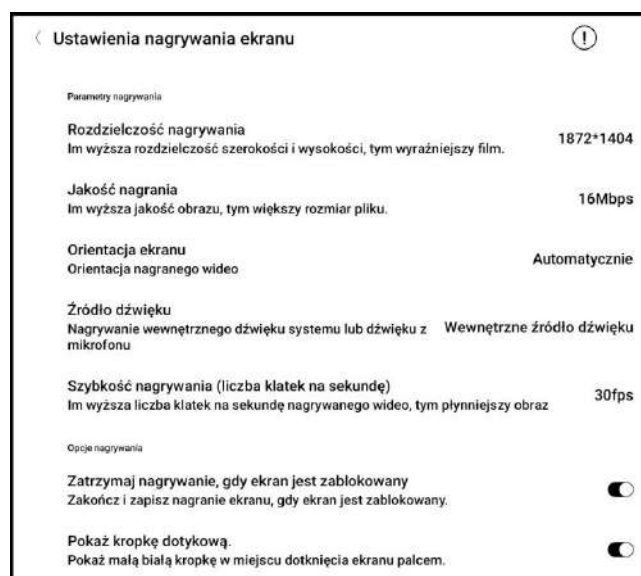 Ustawienia nagrywania ekranu
Parametry nagrywania
Rozdzielczość nagrywania
Im wyższa rozdzielczość szerokości i wysokości, tym wyraźniejszy film.
1872*1404
Jakość nagrania
Im wyższa jakość obrazu, tym większy rozmiar pliku.
16Mbps
Orientacja ekranu
Orientacja nagranego wideo
Automatycznie
Źródło dźwięku
Nagrywanie wewnętrznego dźwięku systemu lub dźwięku z
mikrofonu
Wewnętrzne źródło dźwięku
Szybkość nagrywania (liczba klatek na sekundę)
Im wyższa liczba klatek na sekundę nagrywanego wideo, tym płynniejszy obraz
30fps
Opcje nagrywania
Zatrzymaj nagrywanie, gdy ekran jest zablokowany
Zakończ i zapisz nagranie ekranu, gdy ekran jest zablokowany.
Pokaż kropkę dotykową.
Pokaż małą białą kropkę w miejscu dotknięcia ekranu palcem.